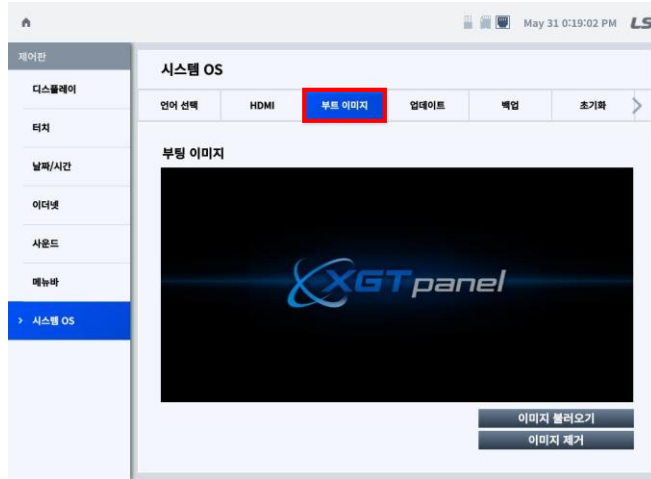 May 31 0:19:02 PM LS
제어판
디스플레이
터치
날짜/시간
이더넷
사운드
메뉴바
> 시스템 OS
시스템 OS
언어 선택 HDMI 부트 이미지 업데이트 백업 초기화 >
부팅 이미지
XGTpanel
이미지 불러오기
이미지 제거